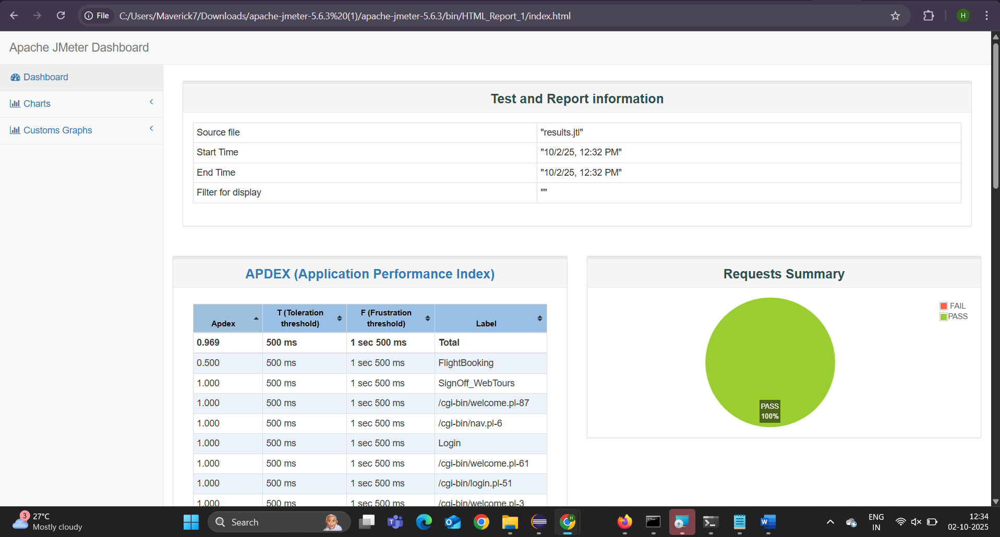 File
C:/Users/Maverick7/Downloads/apache-jmeter-5.6.3%20(1)/apache-jmeter-5.6.3/bin/HTML_Report_1/index.html
H
Apache JMeter Dashboard
Dashboard
Charts
Customs Graphs
Test and Report information
Source file "results.jtl"
Start Time "10/2/25, 12:32 PM"
End Time "10/2/25, 12:32 PM"
Filter for display ""
APDEX (Application Performance Index)
Apdex T (Toleration threshold) F (Frustration threshold) Label
0.969 500 ms 1 sec 500 ms Total
0.500 500 ms 1 sec 500 ms FlightBooking
1.000 500 ms 1 sec 500 ms SignOff_WebTours
1.000 500 ms 1 sec 500 ms /cgi-bin/welcome.pl-87
1.000 500 ms 1 sec 500 ms /cgi-bin/nav.pl-6
1.000 500 ms 1 sec 500 ms Login
1.000 500 ms 1 sec 500 ms /cgi-bin/welcome.pl-61
1.000 500 ms 1 sec 500 ms /cgi-bin/login.pl-51
1.000 500 ms 1 sec 500 ms /cgi-bin/welcome.pl-3
Requests Summary
FAIL
PASS
PASS
100%
3
27°C
Mostly cloudy
Search
ENG
IN
12:34
02-10-2025